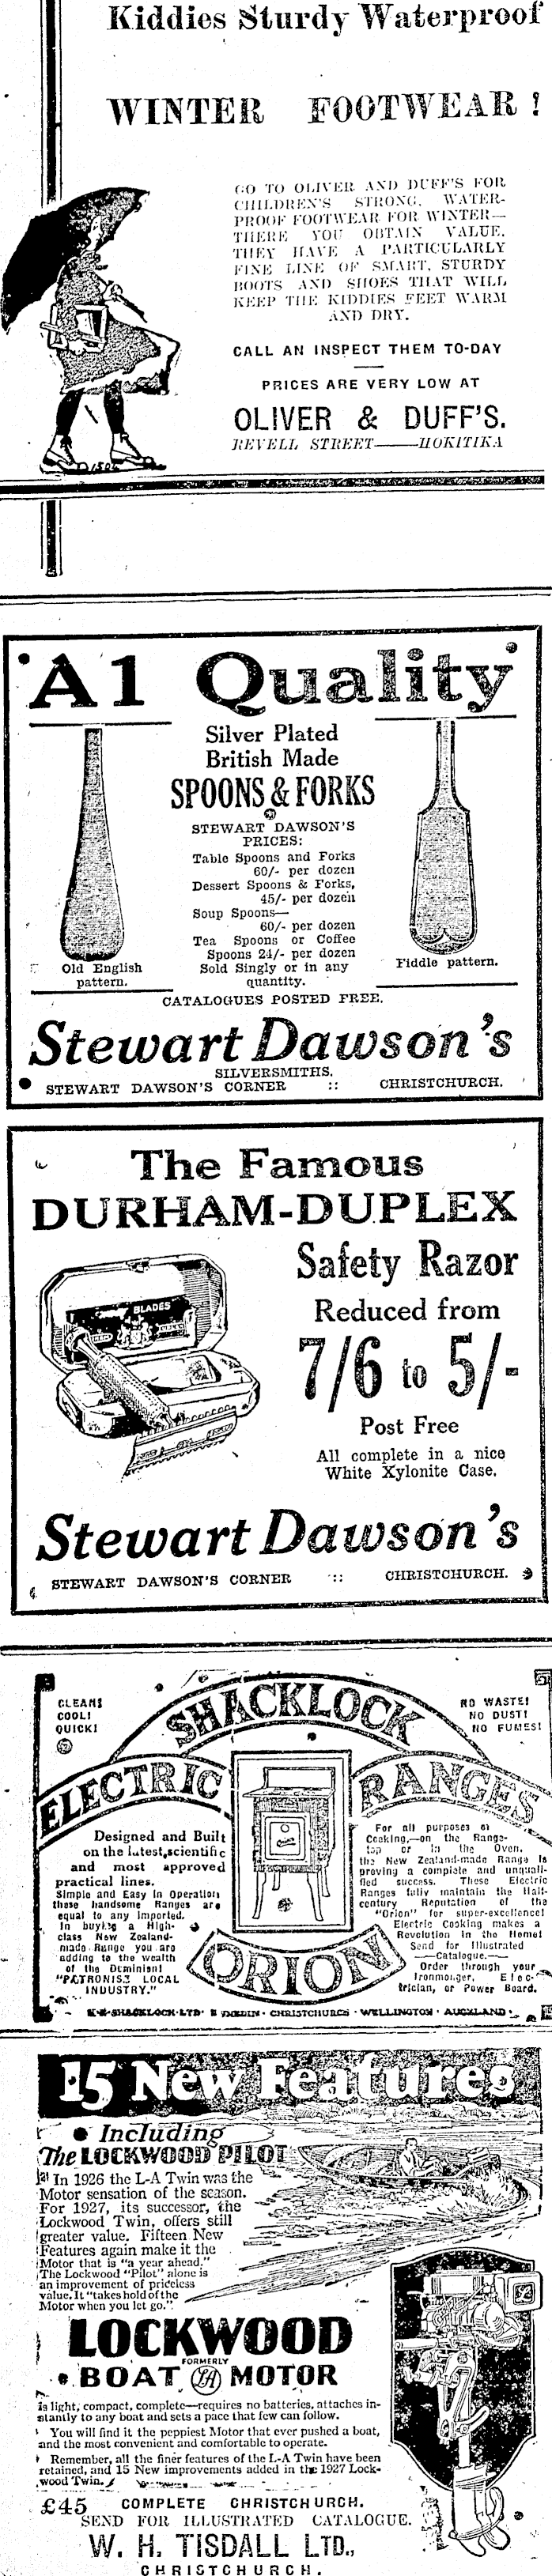 Kiddies Sturdy Waterproof
WINTER FOOTWEAR!
GO TO OLIVER AND DUFF'S FOR
CHILDREN'S STRONG, WATER-
PROOF FOOTWEAR FOR WINTER—
THERE YOU OBTAIN VALUE.
THEY HAVE A PARTICULARLY
FINE LINE OF SMART, STURDY
BOOTS AND SHOES THAT WILL
KEEP THE KIDDIES FEET WARM
AND DRY.
CALL AN INSPECT THEM TO-DAY
PRICES ARE VERY LOW AT
OLIVER & DUFF'S.
REVELL STREET——HOKITIKA
A1 Quality
Silver Plated
British Made
SPOONS & FORKS
STEWART DAWSON'S
PRICES:
Table Spoons and Forks
60/- per dozen
Dessert Spoons & Forks,
45/- per dozen
Soup Spoons—
60/- per dozen
Tea Spoons or Coffee
Spoons 24/- per dozen
Sold Singly or in any
quantity.
Old English
pattern.
Fiddle pattern.
CATALOGUES POSTED FREE.
Stewart Dawson's
SILVERSMITHS.
STEWART DAWSON'S CORNER :: CHRISTCHURCH.
The Famous
DURHAM-DUPLEX
Safety Razor
Reduced from
7/6 to 5/-
Post Free
All complete in a nice
White Xylonite Case.
BLADES
Stewart Dawson's
STEWART DAWSON'S CORNER :: CHRISTCHURCH.
CLEAN!
COOL!
QUICK!
SHACKLOCK
NO WASTE!
NO DUST!
NO FUMES!
ELECTRIC RANGES
Designed and Built
on the latest, scientific
and most approved
practical lines.
Simple and Easy in Operation
these handsome Ranges are
equal to any imported.
In buying a High-
class New Zealand-
made Range you are
adding to the wealth
of the Dominion!
"PATRONISE LOCAL
INDUSTRY."
For all purposes of
Cooking,—on the Range-
top or in the Oven,
the New Zealand-made Range is
proving a complete and unquali-
fied success. These Electric
Ranges fully maintain the Half-
century Reputation of the
"Orion" for super-excellence!
Electric Cooking makes a
Revolution in the Home!
Send for Illustrated
—Catalogue.—
Order through your
Ironmonger, Elec-
trician, or Power Board.
ORION
H·E·SHACKLOCK·LTD· DUNEDIN · CHRISTCHURCH · WELLINGTON · AUCKLAND ·
15 New Features
Including
The LOCKWOOD PILOT
In 1926 the L-A Twin was the
Motor sensation of the season.
For 1927, its successor, the
Lockwood Twin, offers still
greater value. Fifteen New
Features again make it the
Motor that is "a year ahead."
The Lockwood "Pilot" alone is
an improvement of priceless
value. It "takes hold of the
Motor when you let go."
LOCKWOOD
FORMERLY
BOAT LA MOTOR
is light, compact, complete—requires no batteries, attaches in-
stantly to any boat and sets a pace that few can follow.
You will find it the peppiest Motor that ever pushed a boat,
and the most convenient and comfortable to operate.
Remember, all the finer features of the L-A Twin have been
retained, and 15 New improvements added in the 1927 Lock-
wood Twin.
£45 COMPLETE CHRISTCHURCH.
SEND FOR ILLUSTRATED CATALOGUE.
W. H. TISDALL LTD.,
CHRISTCHURCH.